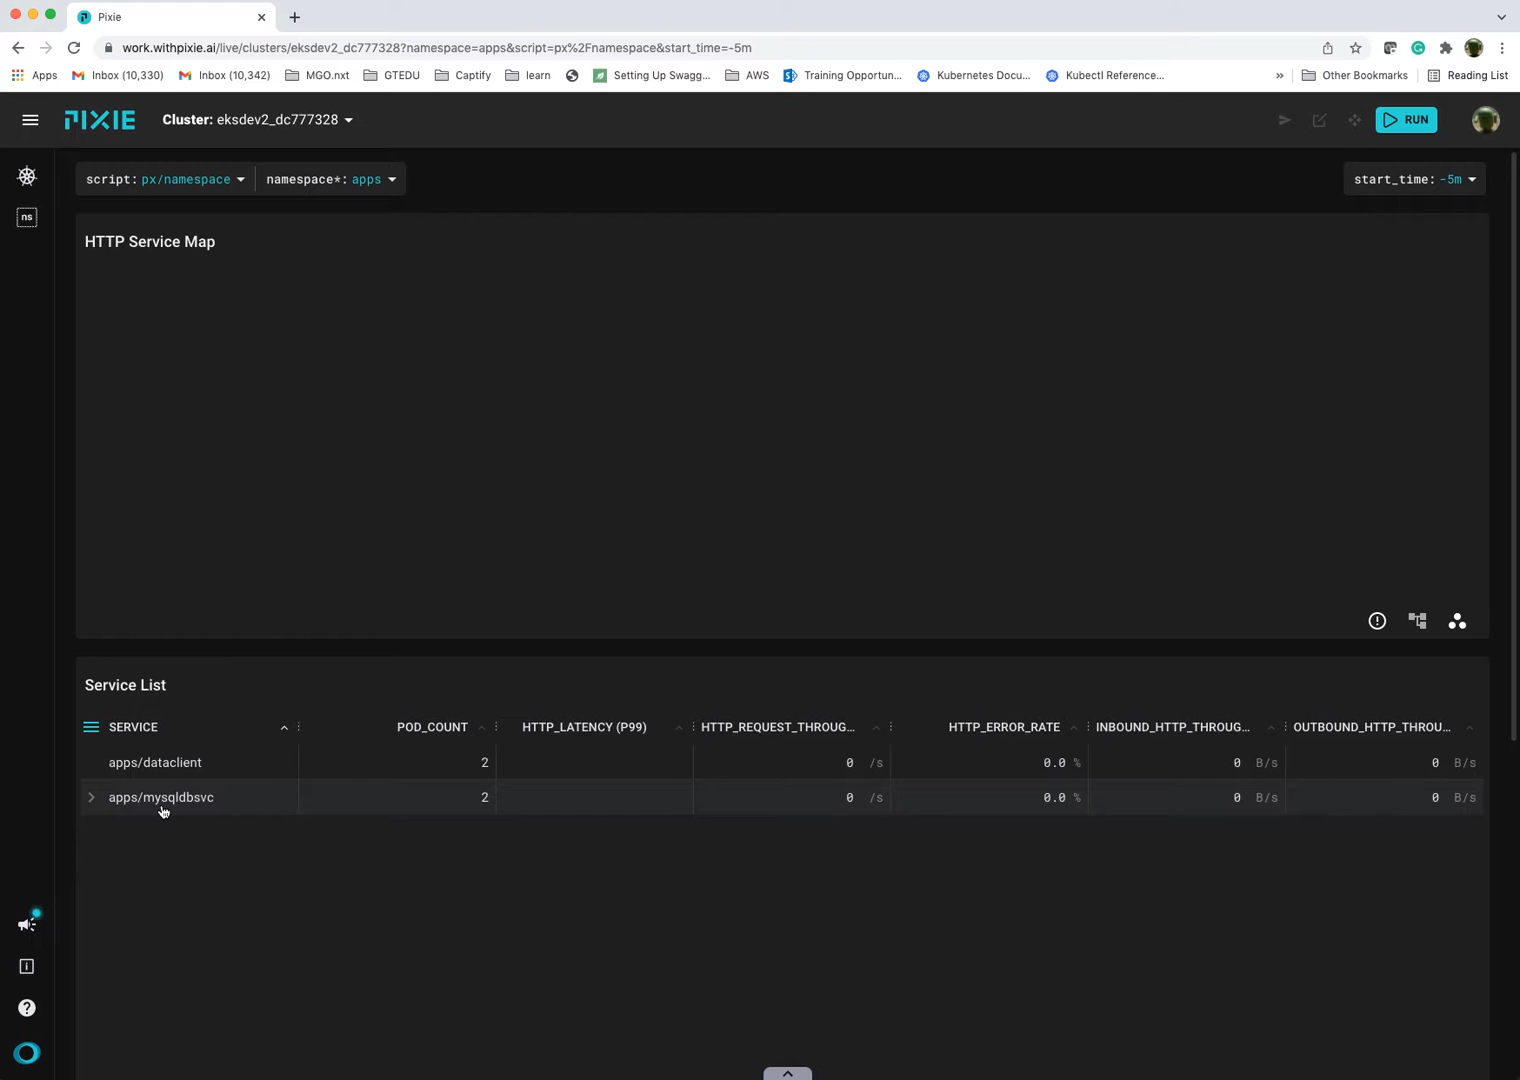 Pixie
work.withpixie.ai/live/clusters/eksdev2_dc777328?namespace=apps&script=px%2Fnamespace&start_time=-5m
Apps Inbox (10,330) Inbox (10,342) MGO.nxt GTEDU Captify learn Setting Up Swagg... AWS Training Opportun... Kubernetes Docu... Kubectl Reference... » Other Bookmarks Reading List
PIXIE Cluster: eksdev2_dc777328 RUN
script: px/namespace namespace*: apps start_time: -5m
ns
HTTP Service Map
Service List
SERVICE POD_COUNT HTTP_LATENCY (P99) HTTP_REQUEST_THROUG... HTTP_ERROR_RATE INBOUND_HTTP_THROUG... OUTBOUND_HTTP_THROU...
apps/dataclient 2 0 /s 0.0 % 0 B/s 0 B/s
apps/mysqldbsvc 2 0 /s 0.0 % 0 B/s 0 B/s